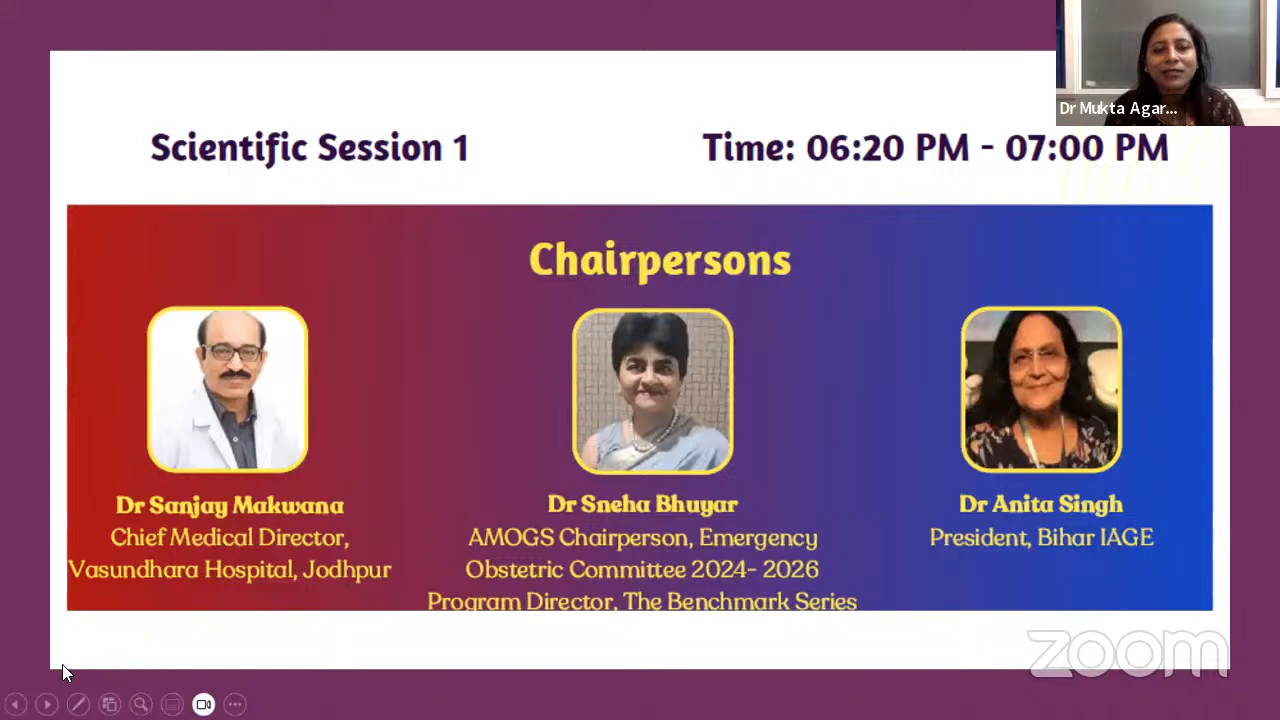 Dr Mukta Agar...
Scientific Session 1
Time: 06:20 PM - 07:00 PM
Chairpersons
Dr Sanjay Makwana
Chief Medical Director,
Vasundhara Hospital, Jodhpur
Dr Sneha Bhuyar
AMOGS Chairperson, Emergency
Obstetric Committee 2024- 2026
Program Director, The Benchmark Series
Dr Anita Singh
President, Bihar IAGE
zoom